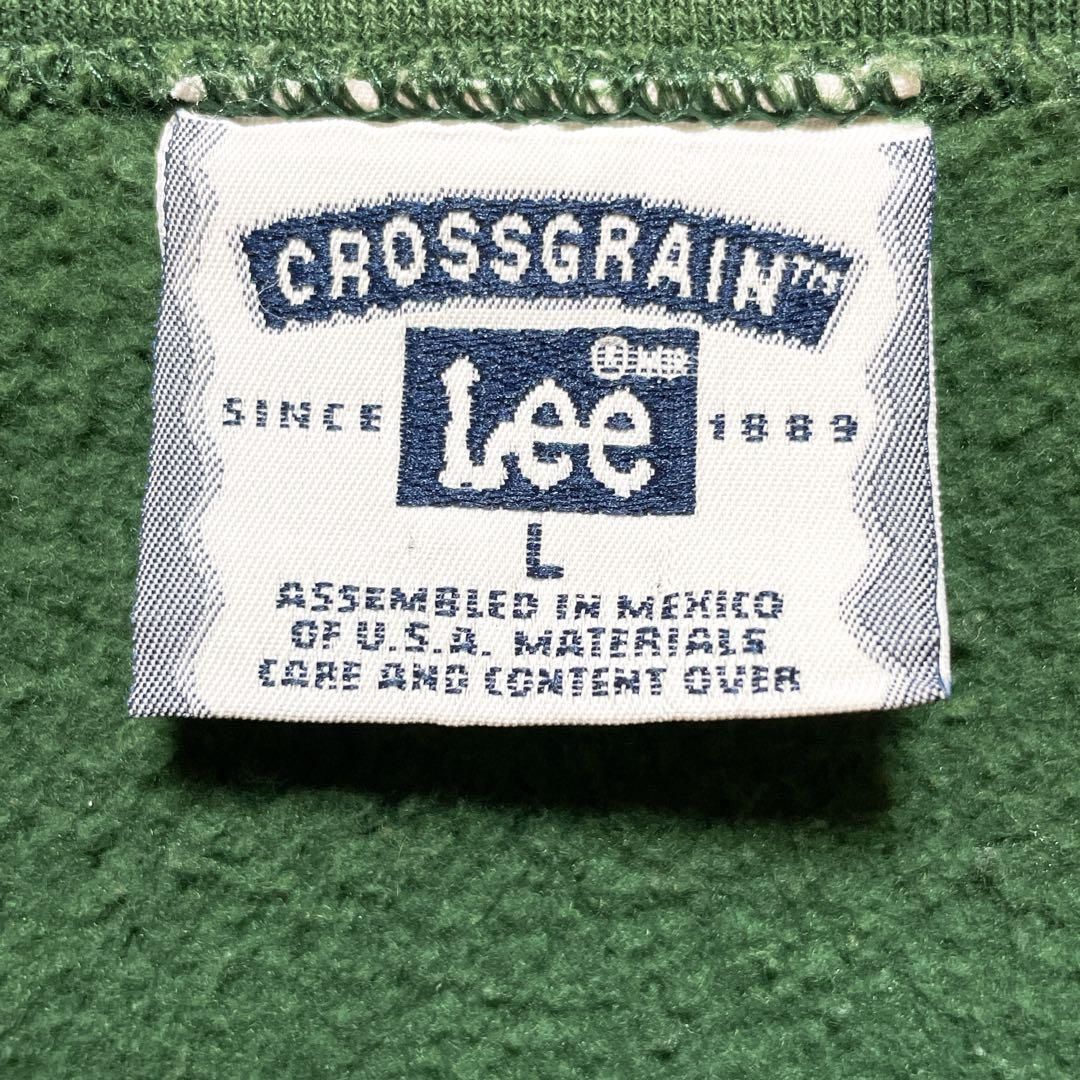 CROSSGRAIN™
Lee
SINCE 1889
L
ASSEMBLED IN MEXICO
OF U.S.A. MATERIALS
CARE AND CONTENT OVER